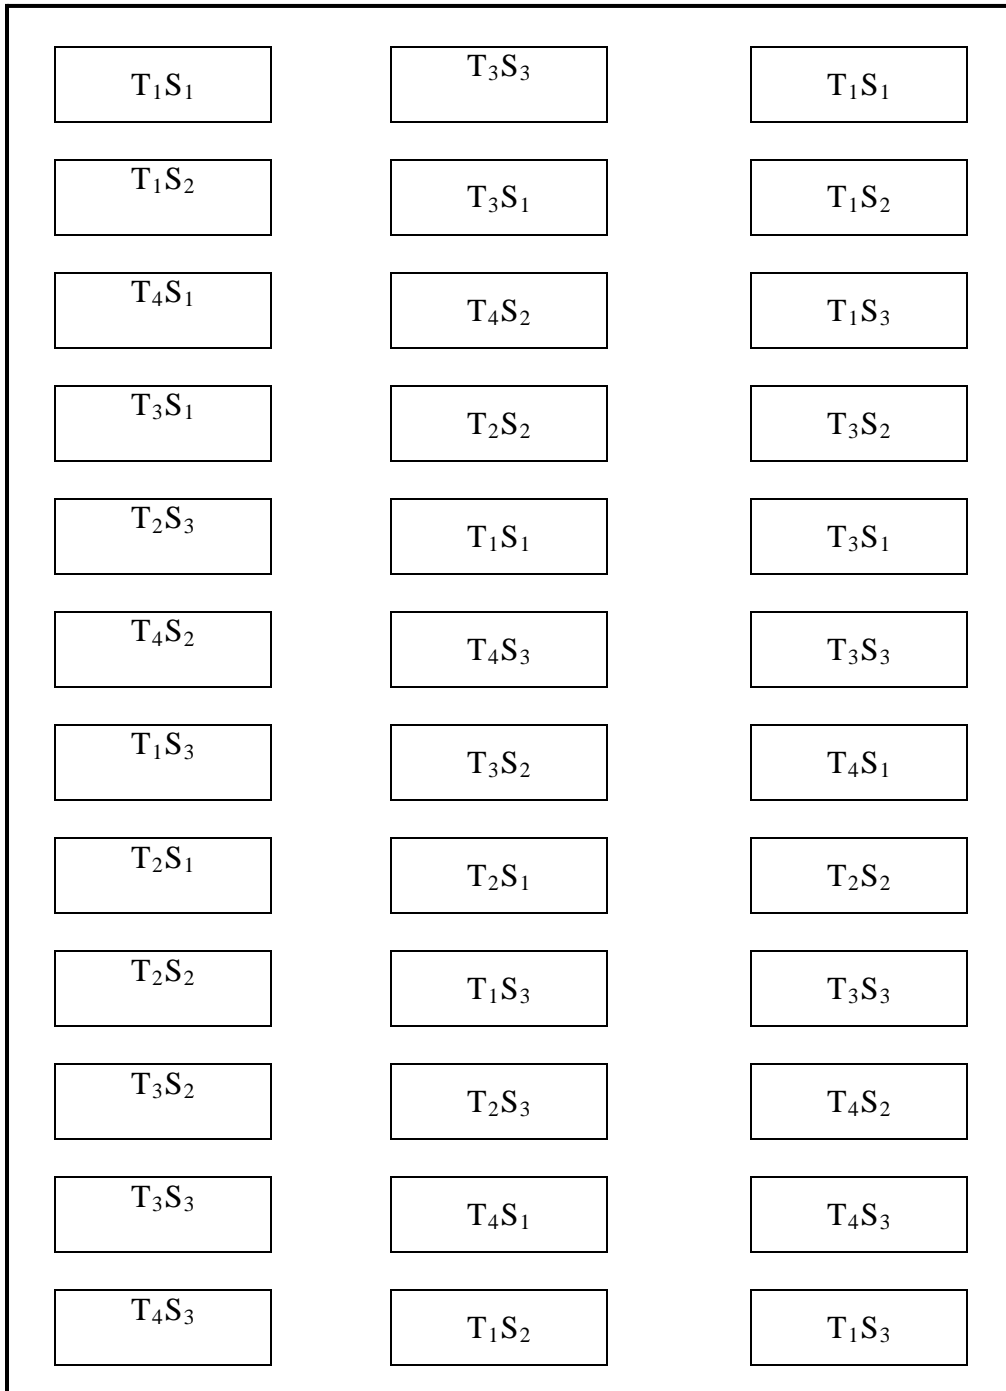 T₁S₁ T₃S₃ T₁S₁
T₁S₂ T₃S₁ T₁S₂
T₄S₁ T₄S₂ T₁S₃
T₃S₁ T₂S₂ T₃S₂
T₂S₃ T₁S₁ T₃S₁
T₄S₂ T₄S₃ T₃S₃
T₁S₃ T₃S₂ T₄S₁
T₂S₁ T₂S₁ T₂S₂
T₂S₂ T₁S₃ T₃S₃
T₃S₂ T₂S₃ T₄S₂
T₃S₃ T₄S₁ T₄S₃
T₄S₃ T₁S₂ T₁S₃